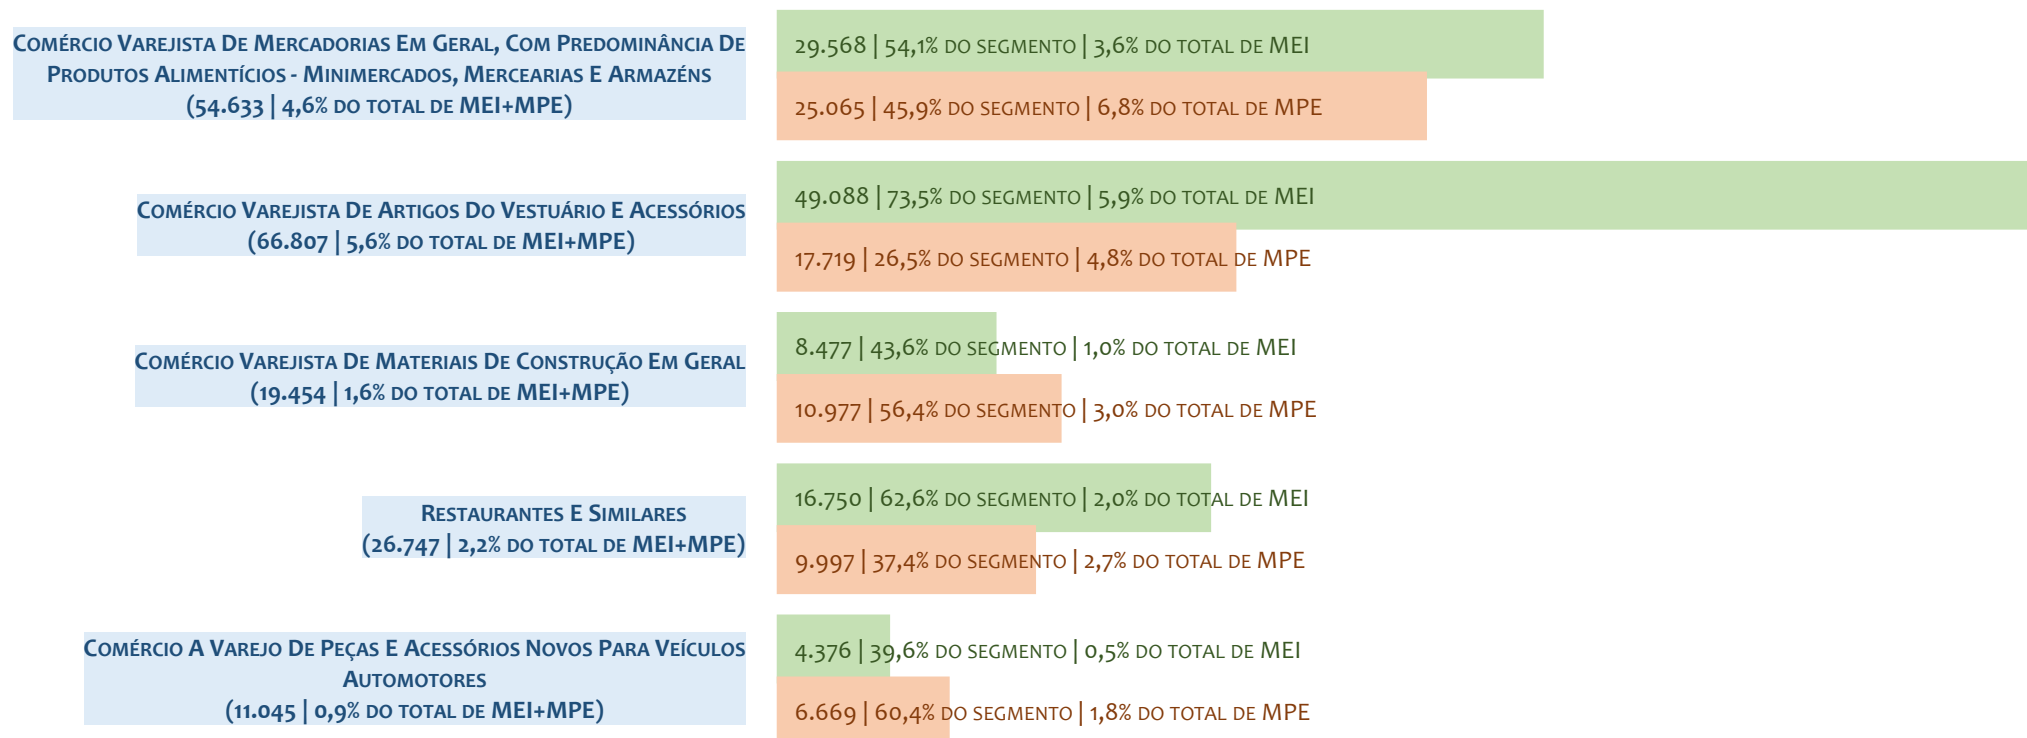 Comércio Varejista De Mercadorias Em Geral, Com Predominância De
Produtos Alimentícios - Minimercados, Mercearias E Armazéns
(54.633 | 4,6% do total de MEI+MPE)
29.568 | 54,1% do segmento | 3,6% do total de MEI
25.065 | 45,9% do segmento | 6,8% do total de MPE
Comércio Varejista De Artigos Do Vestuário E Acessórios
(66.807 | 5,6% do total de MEI+MPE)
49.088 | 73,5% do segmento | 5,9% do total de MEI
17.719 | 26,5% do segmento | 4,8% do total de MPE
Comércio Varejista De Materiais De Construção Em Geral
(19.454 | 1,6% do total de MEI+MPE)
8.477 | 43,6% do segmento | 1,0% do total de MEI
10.977 | 56,4% do segmento | 3,0% do total de MPE
Restaurantes E Similares
(26.747 | 2,2% do total de MEI+MPE)
16.750 | 62,6% do segmento | 2,0% do total de MEI
9.997 | 37,4% do segmento | 2,7% do total de MPE
Comércio A Varejo De Peças E Acessórios Novos Para Veículos
Automotores
(11.045 | 0,9% do total de MEI+MPE)
4.376 | 39,6% do segmento | 0,5% do total de MEI
6.669 | 60,4% do segmento | 1,8% do total de MPE